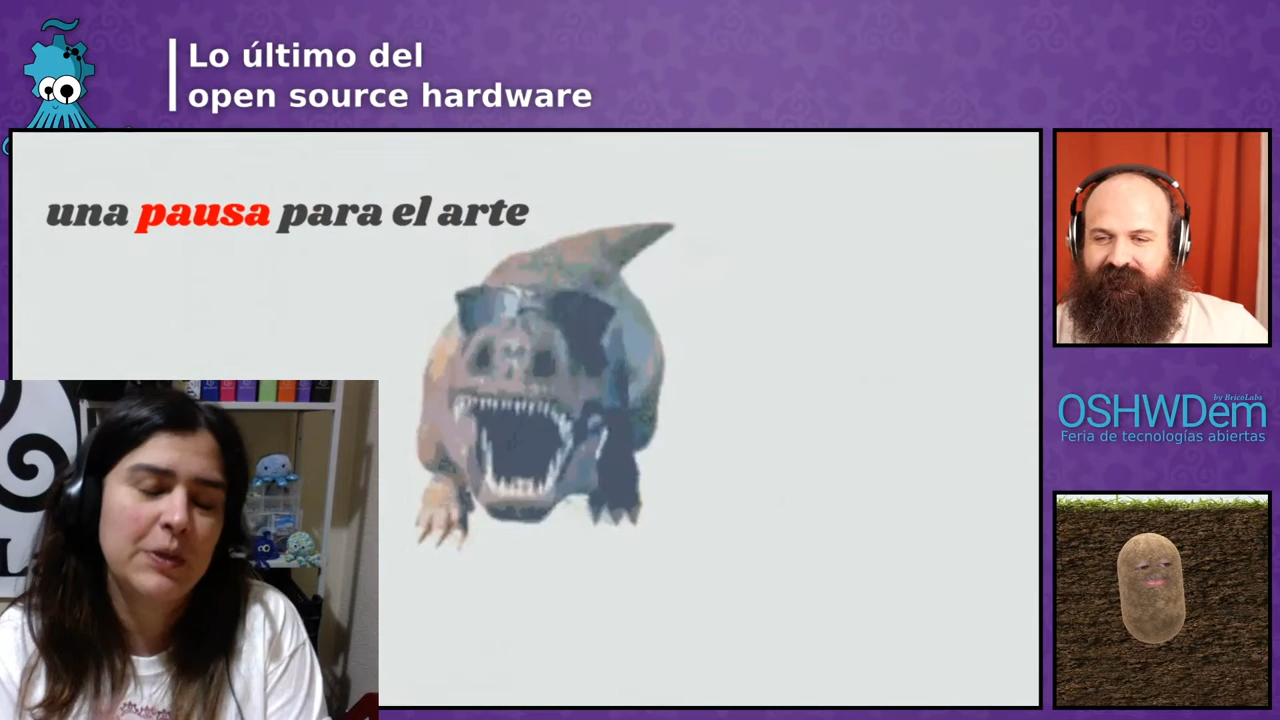 Lo último del
open source hardware
una pausa para el arte
by BricoLabs
OSHWDem
Feria de tecnologías abiertas
L